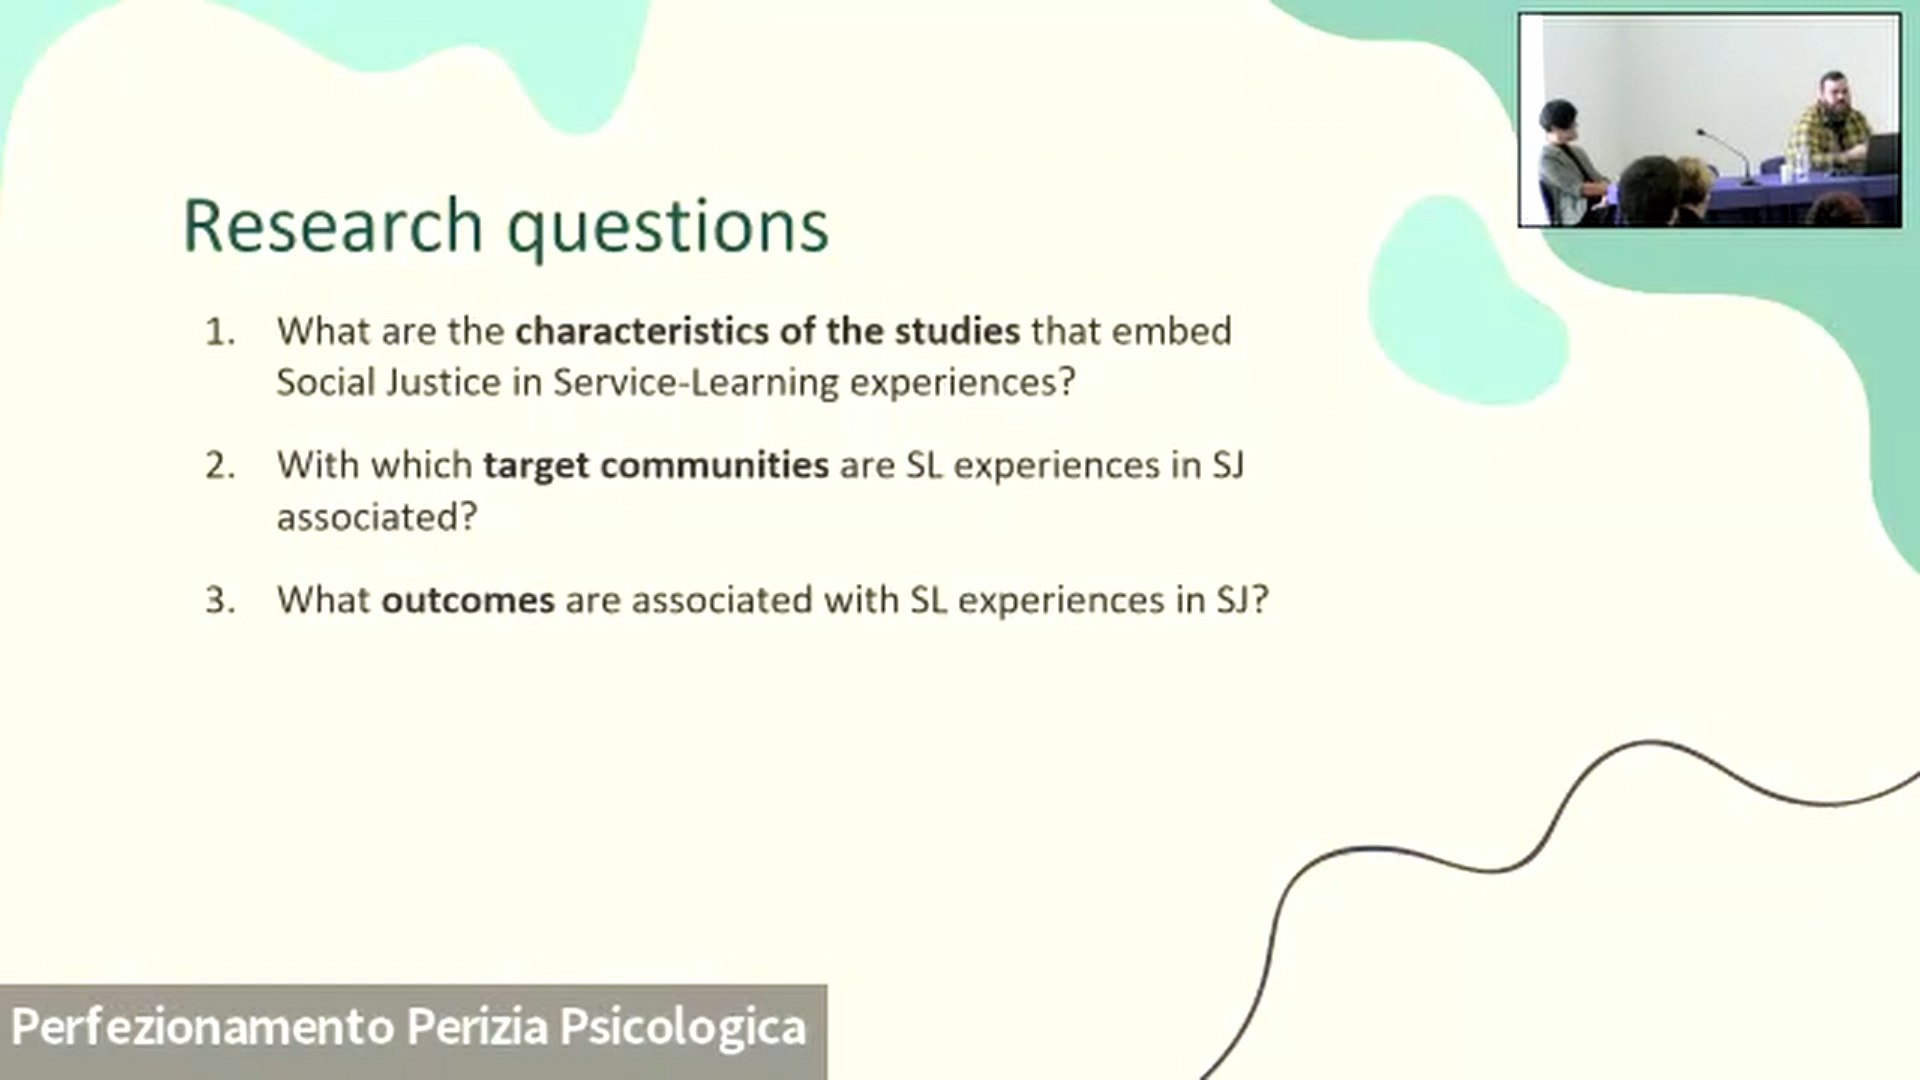 Research questions
1. What are the characteristics of the studies that embed
Social Justice in Service-Learning experiences?
2. With which target communities are SL experiences in SJ
associated?
3. What outcomes are associated with SL experiences in SJ?
Perfezionamento Perizia Psicologica